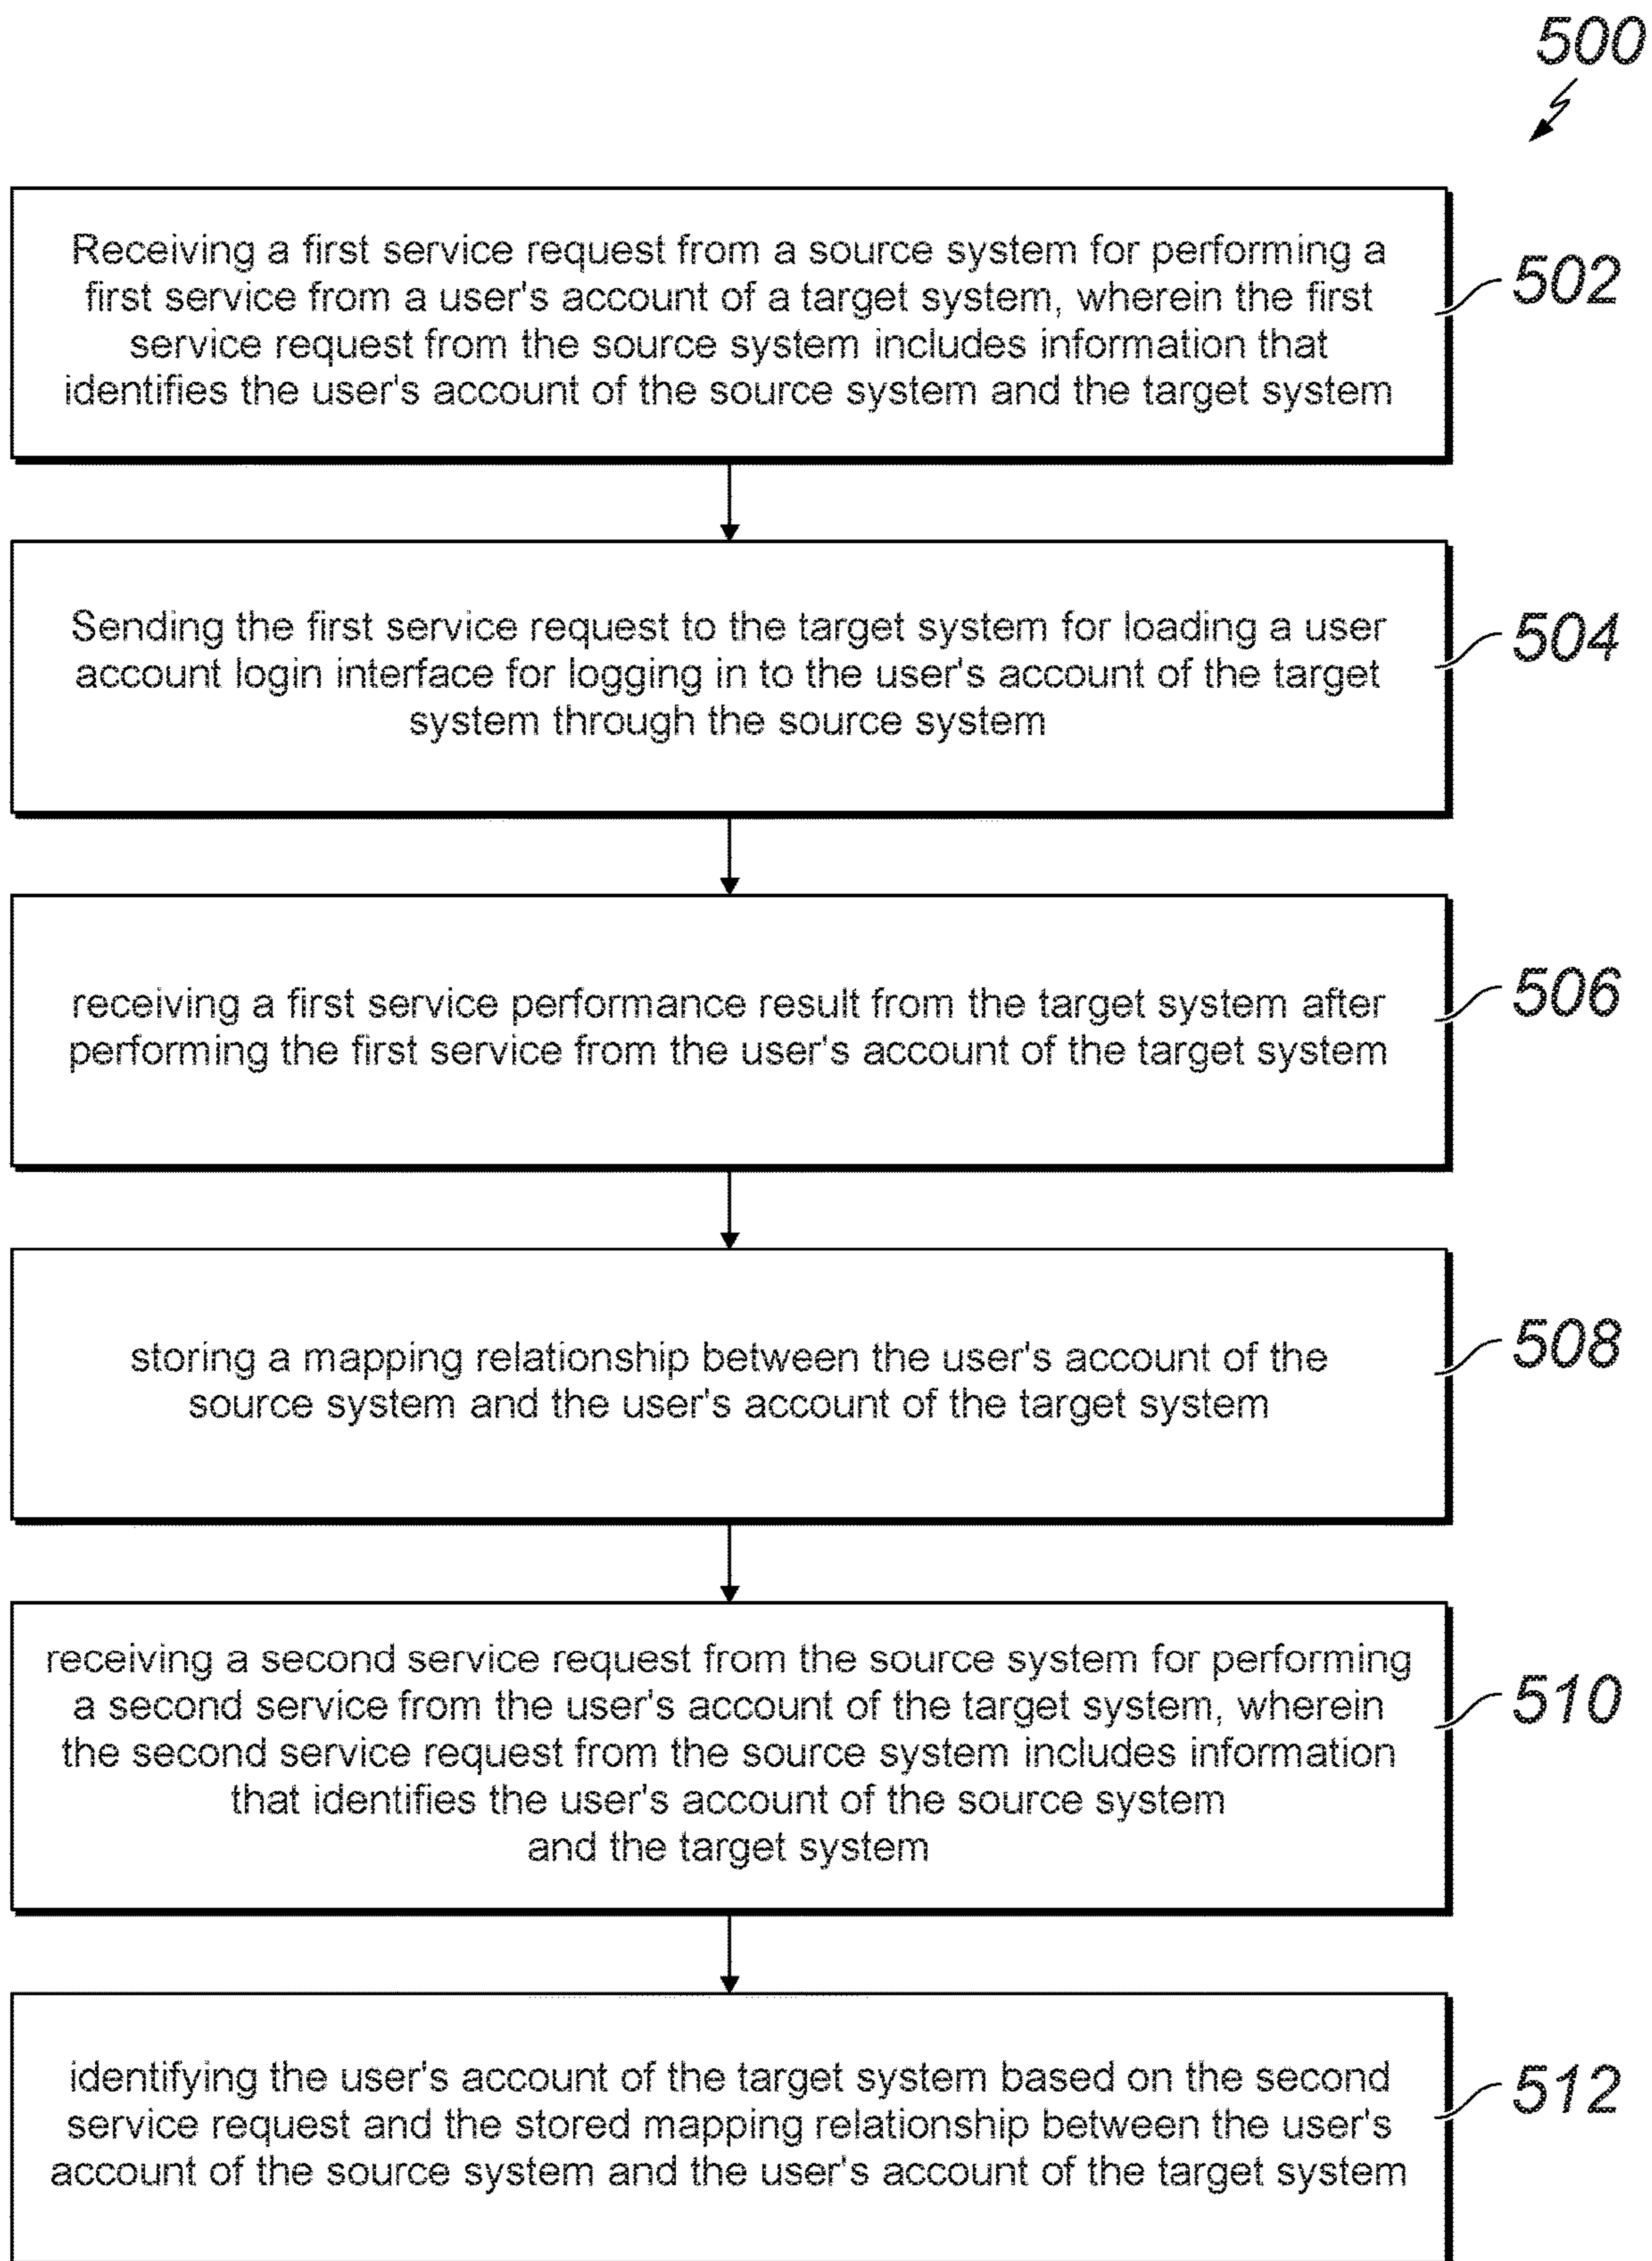 500
Receiving a first service request from a source system for performing a
first service from a user's account of a target system, wherein the first
service request from the source system includes information that
identifies the user's account of the source system and the target system
502
Sending the first service request to the target system for loading a user
account login interface for logging in to the user's account of the target
system through the source system
504
receiving a first service performance result from the target system after
performing the first service from the user's account of the target system
506
storing a mapping relationship between the user's account of the
source system and the user's account of the target system
508
receiving a second service request from the source system for performing
a second service from the user's account of the target system, wherein
the second service request from the source system includes information
that identifies the user's account of the source system
and the target system
510
identifying the user's account of the target system based on the second
service request and the stored mapping relationship between the user's
account of the source system and the user's account of the target system
512